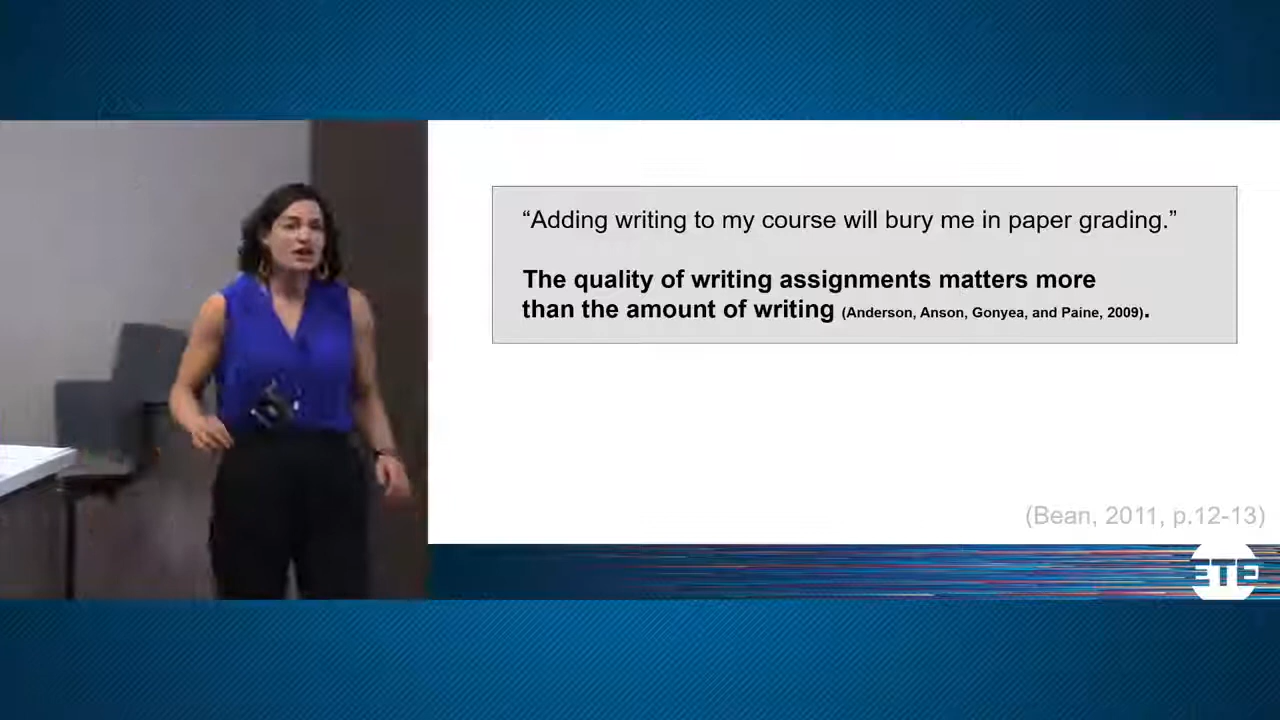 “Adding writing to my course will bury me in paper grading.”
The quality of writing assignments matters more
than the amount of writing (Anderson, Anson, Gonyea, and Paine, 2009).
(Bean, 2011, p.12-13)